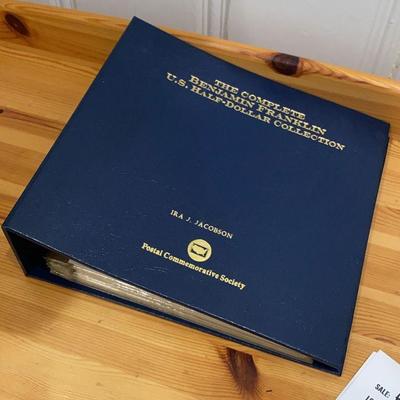 THE COMPLETE
BENJAMIN FRANKLIN
U.S. HALF-DOLLAR COLLECTION
IRA J. JACOBSON
Postal Commemorative Society
SALE: